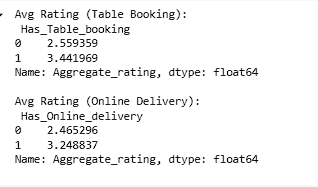 Avg Rating (Table Booking):
Has_Table_booking
0    2.559359
1    3.441969
Name: Aggregate_rating, dtype: float64
Avg Rating (Online Delivery):
Has_Online_delivery
0    2.465296
1    3.248837
Name: Aggregate_rating, dtype: float64